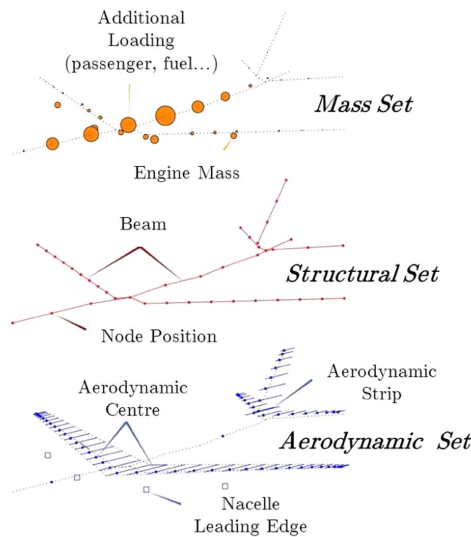 Additional
Loading
(passenger, fuel...)
Mass Set
Engine Mass
Beam
Structural Set
Node Position
Aerodynamic
Centre
Aerodynamic
Strip
Aerodynamic Set
Nacelle
Leading Edge